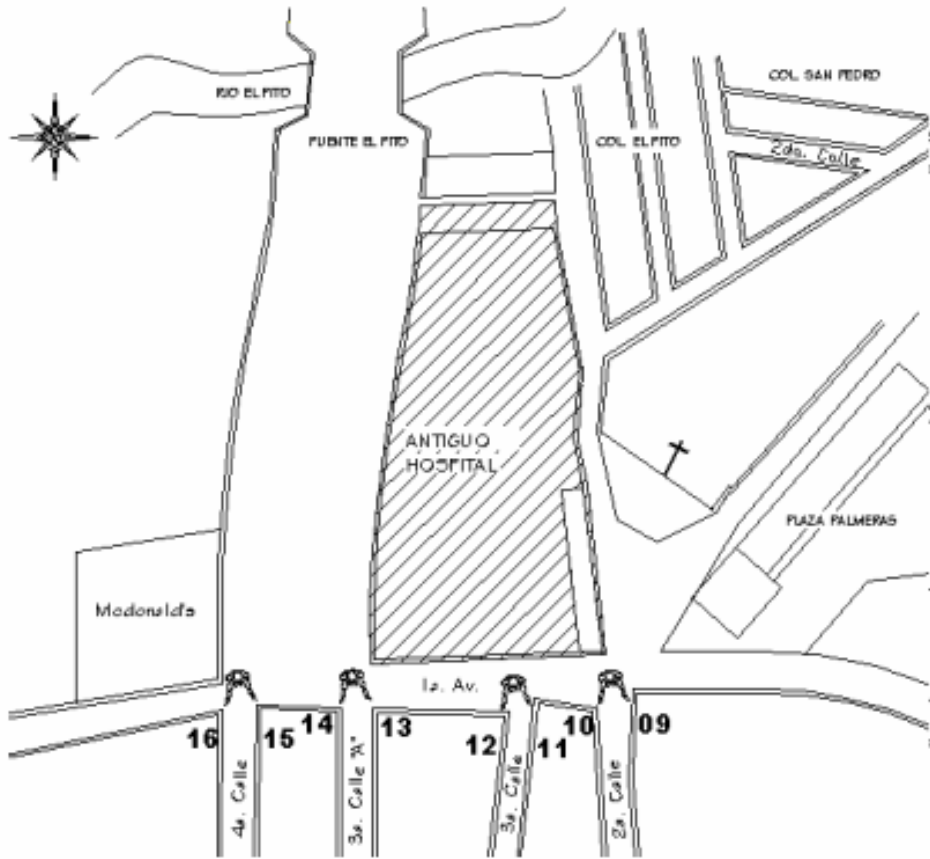 COL. SAN PEDRO
RIO EL PITO
PUENTE EL PITO
COL. EL PITO
2da. Calle
ANTIGUO
HOSPITAL
PLAZA PALMERAS
Mcdonald's
1a. Av.
16
15
14
13
12
11
10
09
4a. Calle
3a. Calle "A"
3a. Calle
2a. Calle